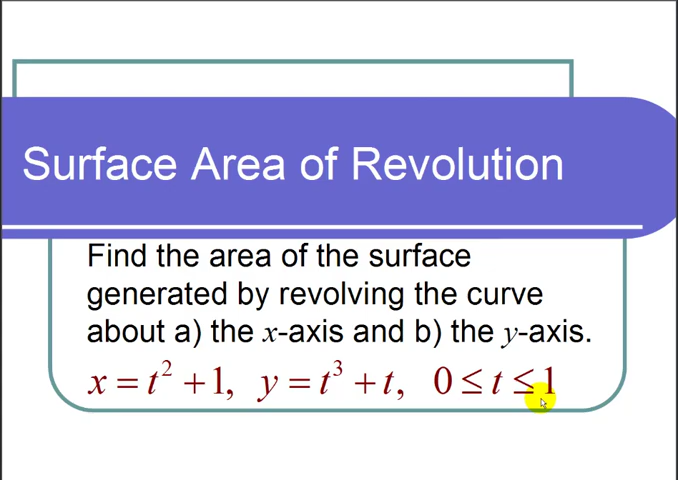 Surface Area of Revolution
Find the area of the surface
generated by revolving the curve
about a) the x-axis and b) the y-axis.
x = t² + 1, y = t³ + t, 0 ≤ t ≤ 1